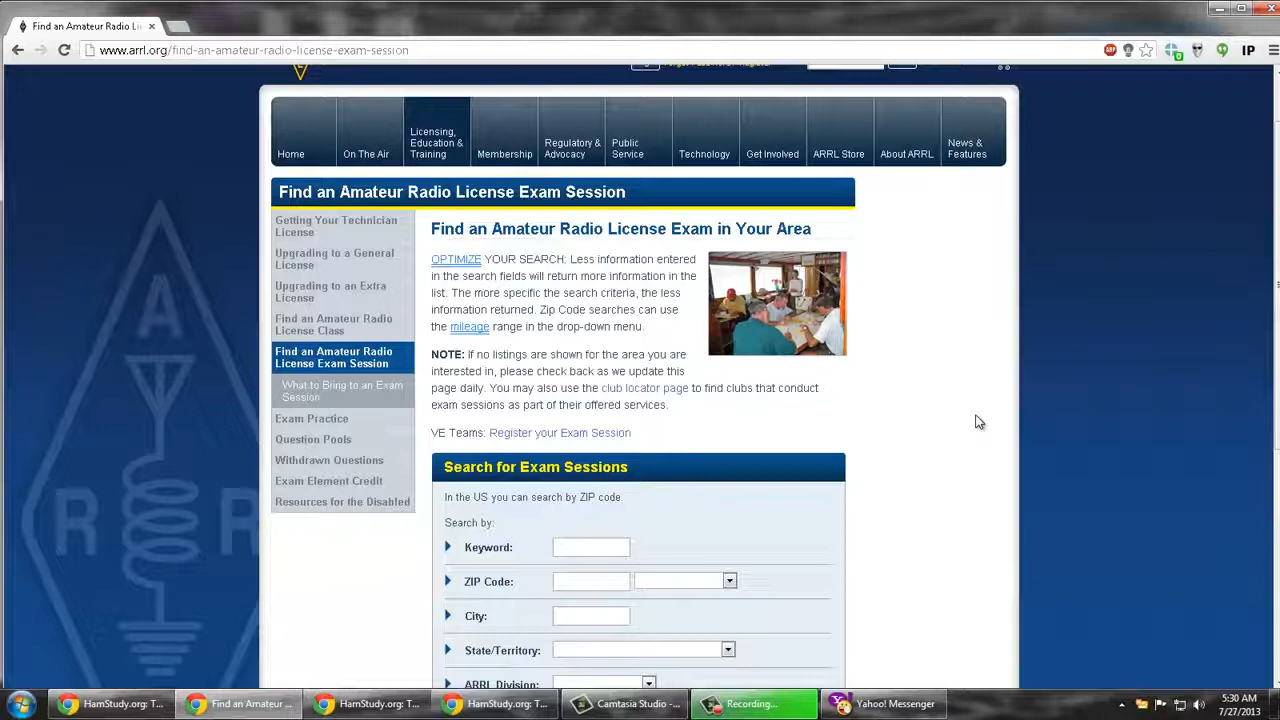 Find an Amateur Radio Li
www.arrl.org/find-an-amateur-radio-license-exam-session
ABP
0
IP
Home
On The Air
Licensing,
Education &
Training
Membership
Regulatory &
Advocacy
Public
Service
Technology
Get Involved
ARRL Store
About ARRL
News &
Features
Find an Amateur Radio License Exam Session
Getting Your Technician
License
Upgrading to a General
License
Upgrading to an Extra
License
Find an Amateur Radio
License Class
Find an Amateur Radio
License Exam Session
What to Bring to an Exam
Session
Exam Practice
Question Pools
Withdrawn Questions
Exam Element Credit
Resources for the Disabled
Find an Amateur Radio License Exam in Your Area
OPTIMIZE YOUR SEARCH: Less information entered
in the search fields will return more information in the
list. The more specific the search criteria, the less
information returned. Zip Code searches can use
the mileage range in the drop-down menu.
NOTE: If no listings are shown for the area you are
interested in, please check back as we update this
page daily. You may also use the club locator page to find clubs that conduct
exam sessions as part of their offered services.
VE Teams: Register your Exam Session
Search for Exam Sessions
In the US you can search by ZIP code.
Search by:
Keyword:
ZIP Code:
City:
State/Territory:
ARRL Division:
A
R R
L
HamStudy.org: T...
Find an Amateur ...
HamStudy.org: T...
HamStudy.org: T...
Camtasia Studio -...
Recording...
Yahoo! Messenger
5:30 AM
7/27/2013